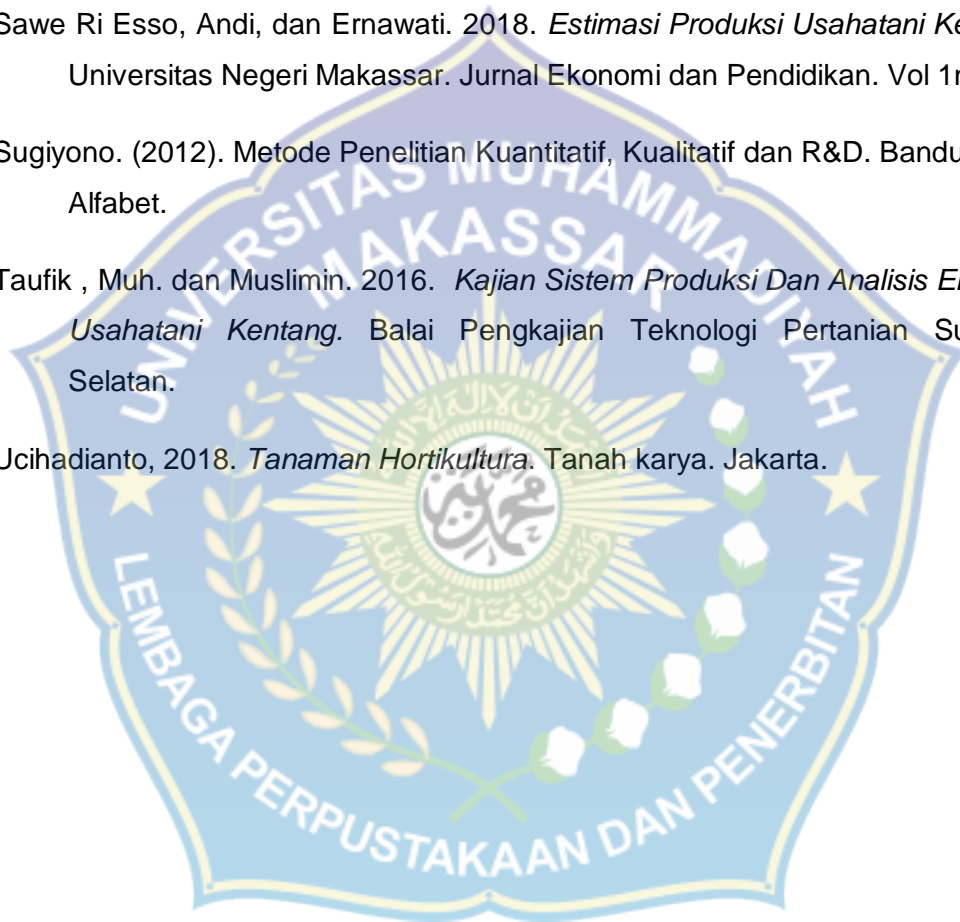 Sawe Ri Esso, Andi, dan Ernawati. 2018. Estimasi Produksi Usahatani Ke
Universitas Negeri Makassar. Jurnal Ekonomi dan Pendidikan. Vol 1n
Sugiyono. (2012). Metode Penelitian Kuantitatif, Kualitatif dan R&D. Bandu
Alfabet.
Taufik , Muh. dan Muslimin. 2016. Kajian Sistem Produksi Dan Analisis E
Usahatani Kentang. Balai Pengkajian Teknologi Pertanian Su
Selatan.
Ucihadianto, 2018. Tanaman Hortikultura. Tanah karya. Jakarta.
UNIVERSITAS MUHAMMADIYAH
MAKASSAR
محمد
LEMBAGA PERPUSTAKAAN DAN PENERBITAN